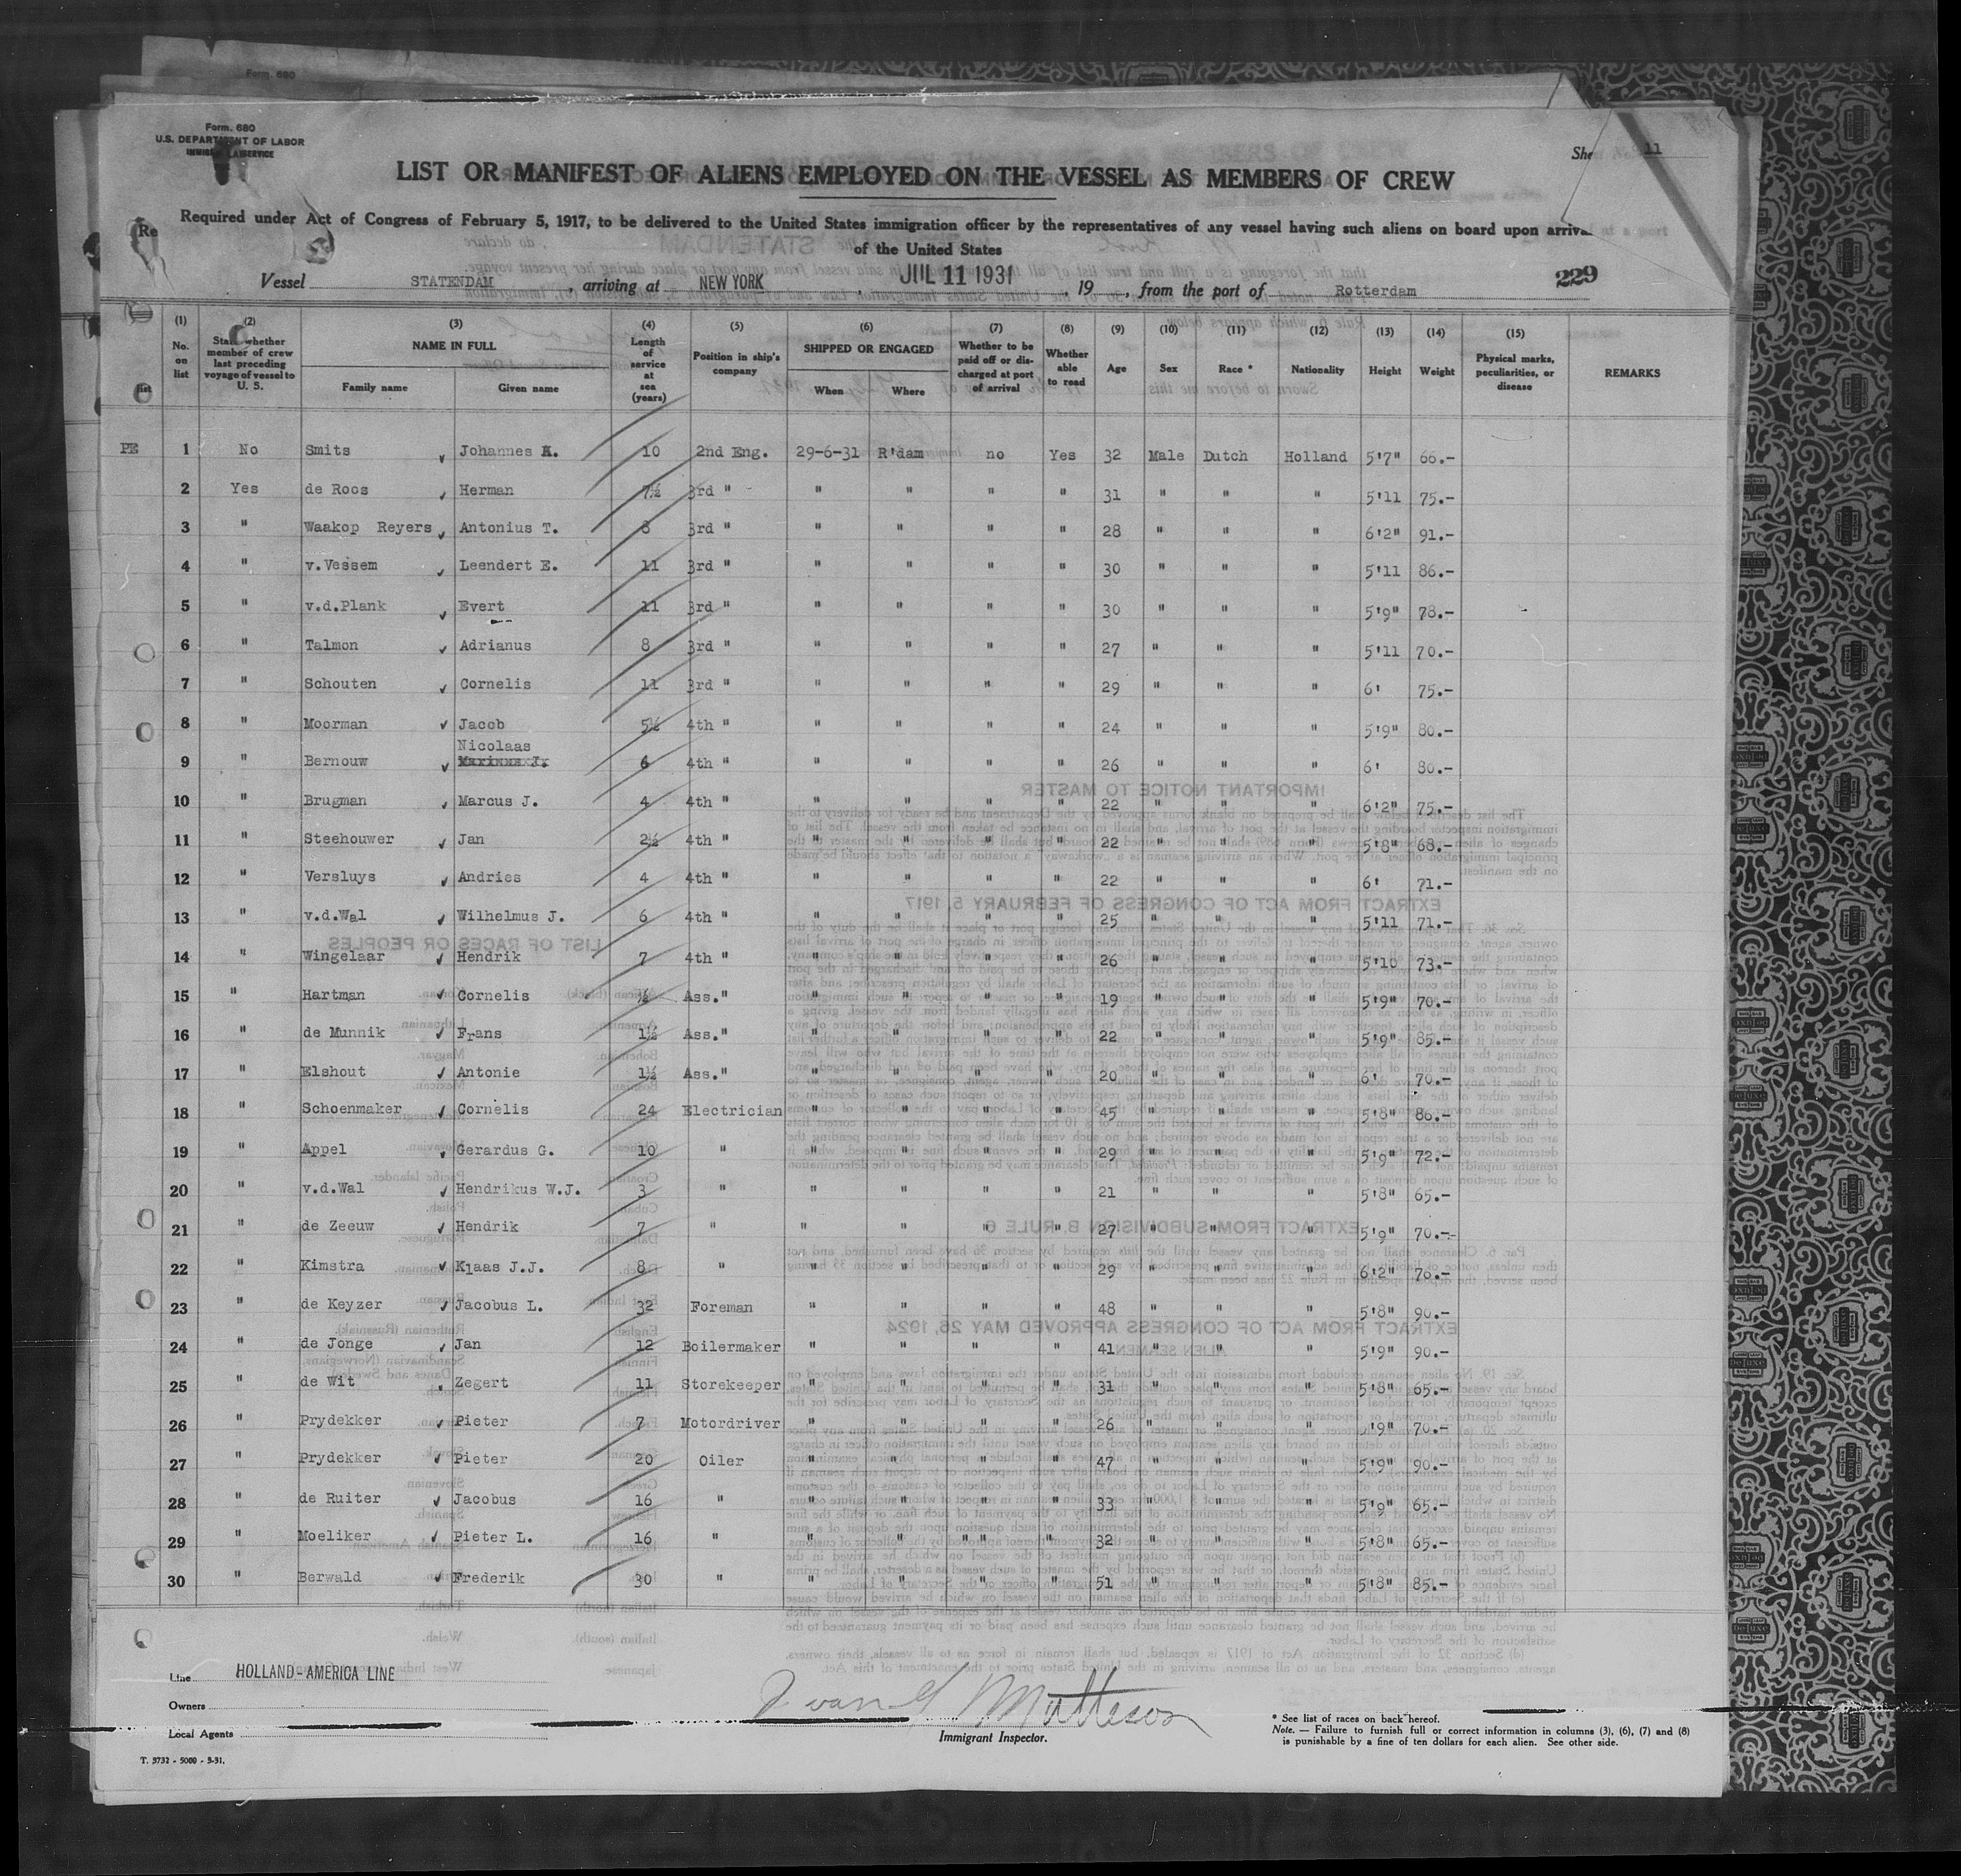 Form. 680
Form. 680
U.S. DEPARTMENT OF LABOR
SERVICE
She 11
LIST OR MANIFEST OF ALIENS EMPLOYED ON THE VESSEL AS MEMBERS OF CREW
Required under Act of Congress of February 5, 1917, to be delivered to the United States immigration officer by the representatives of any vessel having such aliens on board upon arrival at a port
of the United States
Re
229
Vessel STATENDAM, arriving at NEW YORK, JUL 11 1931, 19 , from the port of Rotterdam
list
(1) No. on list (2) State whether member of crew last preceding voyage of vessel to U. S. (3) NAME IN FULL Family name Given name (4) Length of service at sea (years) (5) Position in ship's company (6) SHIPPED OR ENGAGED When Where (7) Whether to be paid off or discharged at port of arrival (8) Whether able to read (9) Age (10) Sex (11) Race * (12) Nationality (13) Height (14) Weight (15) Physical marks, peculiarities, or disease REMARKS
PE 1 No Smits Johannes K. 10 2nd Eng. 29-6-31 R'dam no Yes 32 Male Dutch Holland 5'7" 66.-
2 Yes de Roos Herman 7½ 3rd " " " " " 31 " " " 5'11 75.-
3 " Waakop Reyers Antonius T. 8 3rd " " " " " 28 " " " 6'2" 91.-
4 " v.Vessem Leendert E. 11 3rd " " " " " 30 " " " 5'11 86.-
5 " v.d.Plank Evert 11 3rd " " " " " 30 " " " 5'9" 78.-
6 " Talmon Adrianus 8 3rd " " " " " 27 " " " 5'11 70.-
7 " Schouten Cornelis 11 3rd " " " " " 29 " " " 6' 75.-
8 " Moorman Jacob 5½ 4th " " " " " 24 " " " 5'9" 80.-
Nicolaas
9 " Bernouw J. 6 4th " " " " " 26 " " " 6' 80.-
10 " Brugman Marcus J. 4 4th " " " " " 22 " " " 6'2" 75.-
11 " Steehouwer Jan 2½ 4th " " " " " 22 " " " 5'8" 68.-
12 " Versluys Andries 4 4th " " " " " 22 " " " 6' 71.-
13 " v.d.Wal Wilhelmus J. 6 4th " " " " " 25 " " " 5'11 71.-
14 " Wingelaar Hendrik 7 4th " " " " " 26 " " " 5'10 73.-
15 " Hartman Cornelis ½ Ass." " " " " 19 " " " 5'9" 70.-
16 " de Munnik Frans 1½ Ass." " " " " 22 " " " 5'9" 85.-
17 " Elshout Antonie 1½ Ass." " " " " 20 " " " 6' 70.-
18 " Schoenmaker Cornelis 24 Electrician " " " " 45 " " " 5'8" 86.-
19 " Appel Gerardus G. 10 " " " " " 29 " " " 5'9" 72.-
20 " v.d.Wal Hendrikus W.J. 3 " " " " " 21 " " " 5'8" 65.-
21 " de Zeeuw Hendrik 7 " " " " " 27 " " " 5'9" 70.-
22 " Kimstra Klaas J.J. 8 " " " " " 29 " " " 6'2" 76.-
23 " de Keyzer Jacobus L. 32 Foreman " " " " 48 " " " 5'8" 90.-
24 " de Jonge Jan 12 Boilermaker " " " " 41 " " " 5'9" 90.-
25 " de Wit Zegert 11 Storekeeper " " " " 31 " " " 5'8" 65.-
26 " Prydekker Pieter 7 Motordriver " " " " 26 " " " 5'9" 70.-
27 " Prydekker Pieter 20 Oiler " " " " 47 " " " 5'9" 90.-
28 " de Ruiter Jacobus 16 " " " " " 33 " " " 5'9" 65.-
29 " Moeliker Pieter L. 16 " " " " " 32 " " " 5'8" 65.-
30 " Berwald Frederik 30 " " " " " 51 " " " 5'8" 85.-
Line HOLLAND-AMERICA LINE
Owners
Local Agents
Matteson
Immigrant Inspector.
* See list of races on back hereof.
Note. — Failure to furnish full or correct information in columns (3), (6), (7) and (8)
is punishable by a fine of ten dollars for each alien. See other side.
T. 3732 - 5000 - 3-31.